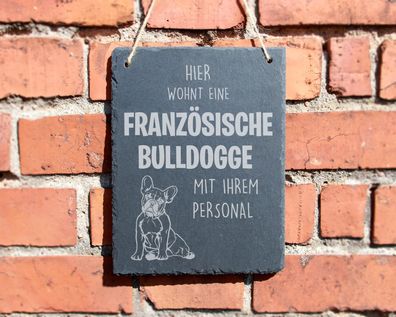 HIER
WOHNT EINE
FRANZÖSISCHE
BULLDOGGE
MIT IHREM
PERSONAL